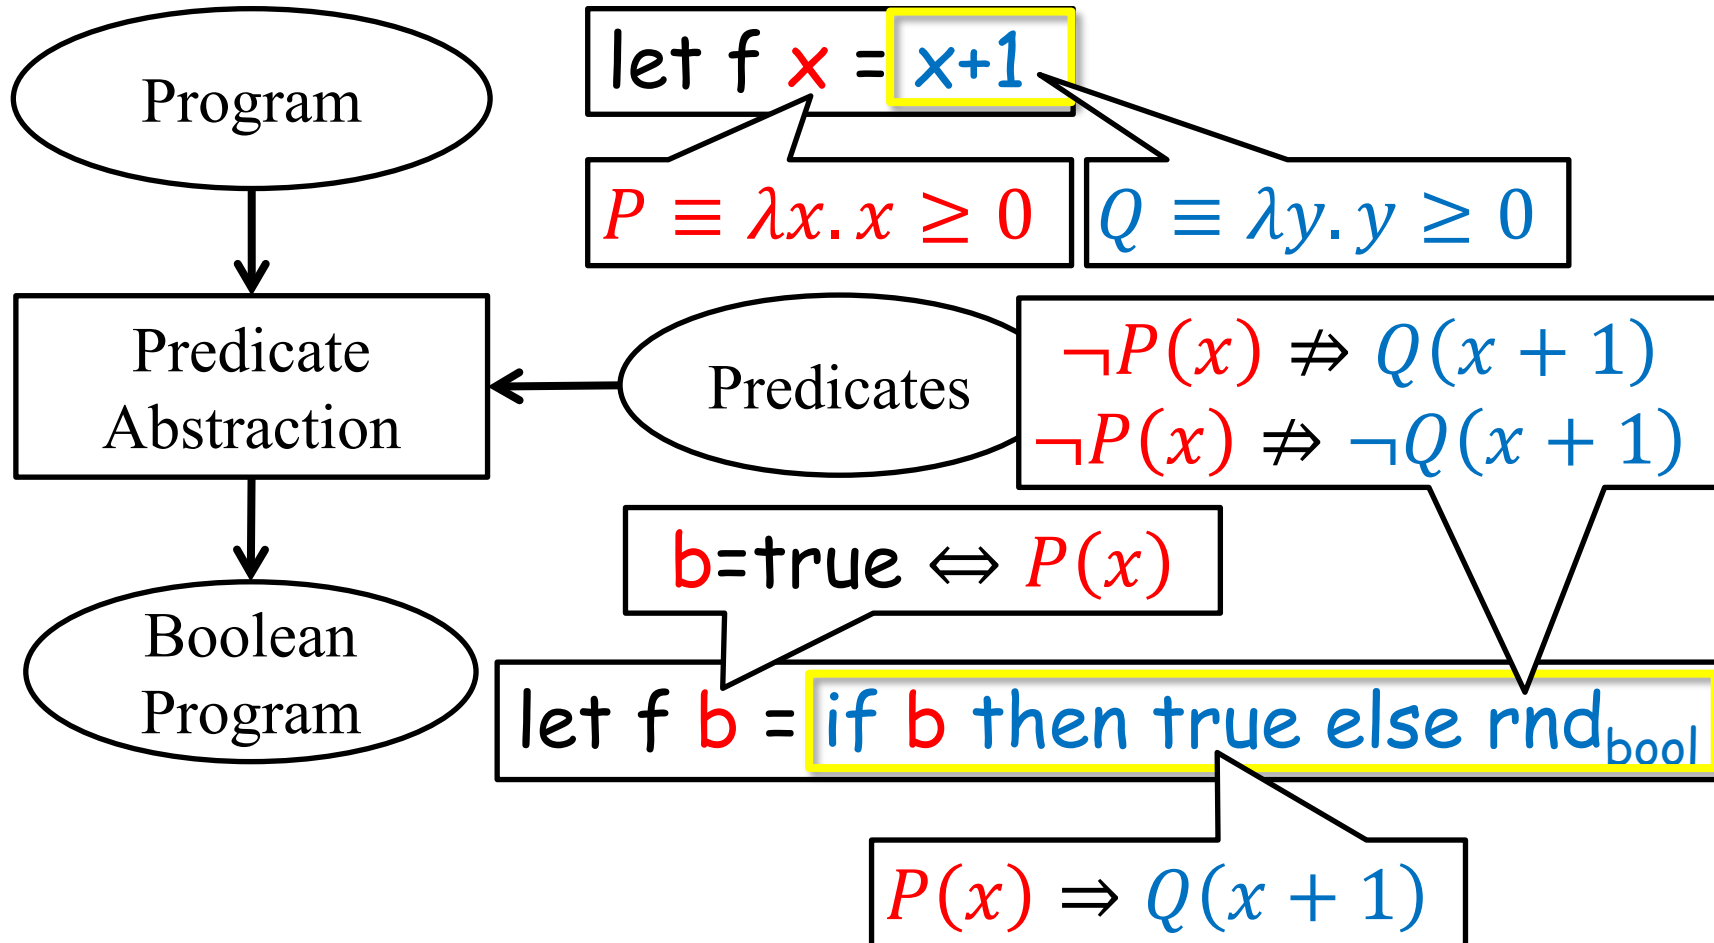 Program
let f x = x+1
P ≡ λx. x ≥ 0
Q ≡ λy. y ≥ 0
Predicate
Abstraction
Predicates
¬P(x) ⇏ Q(x + 1)
¬P(x) ⇏ ¬Q(x + 1)
b=true ⇔ P(x)
Boolean
Program
let f b = if b then true else rnd_bool
P(x) ⇒ Q(x + 1)